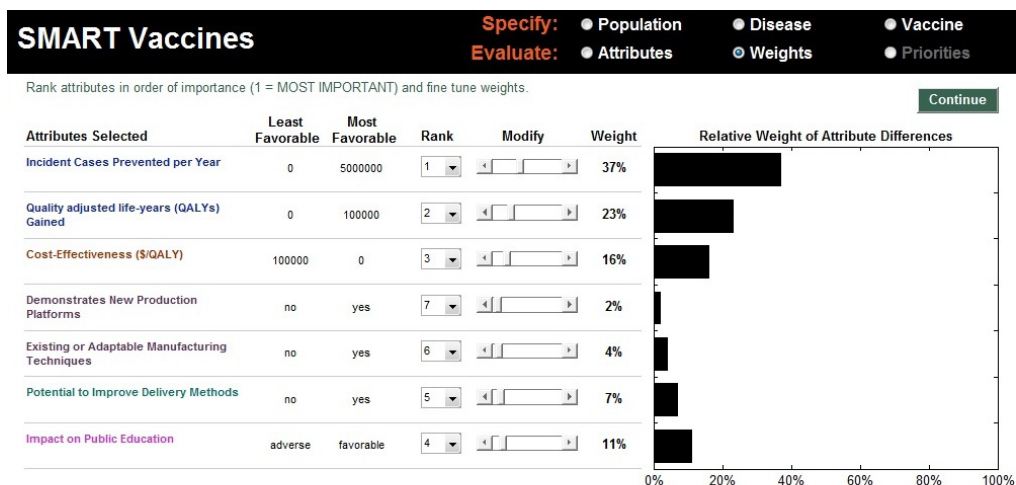 SMART Vaccines
Specify: Population Disease Vaccine
Evaluate: Attributes Weights Priorities
Rank attributes in order of importance (1 = MOST IMPORTANT) and fine tune weights.
Continue
Attributes Selected Least Favorable Most Favorable Rank Modify Weight Relative Weight of Attribute Differences
Incident Cases Prevented per Year 0 5000000 1 37%
Quality adjusted life-years (QALYs) Gained 0 100000 2 23%
Cost-Effectiveness ($/QALY) 100000 0 3 16%
Demonstrates New Production Platforms no yes 7 2%
Existing or Adaptable Manufacturing Techniques no yes 6 4%
Potential to Improve Delivery Methods no yes 5 7%
Impact on Public Education adverse favorable 4 11%
0% 20% 40% 60% 80% 100%